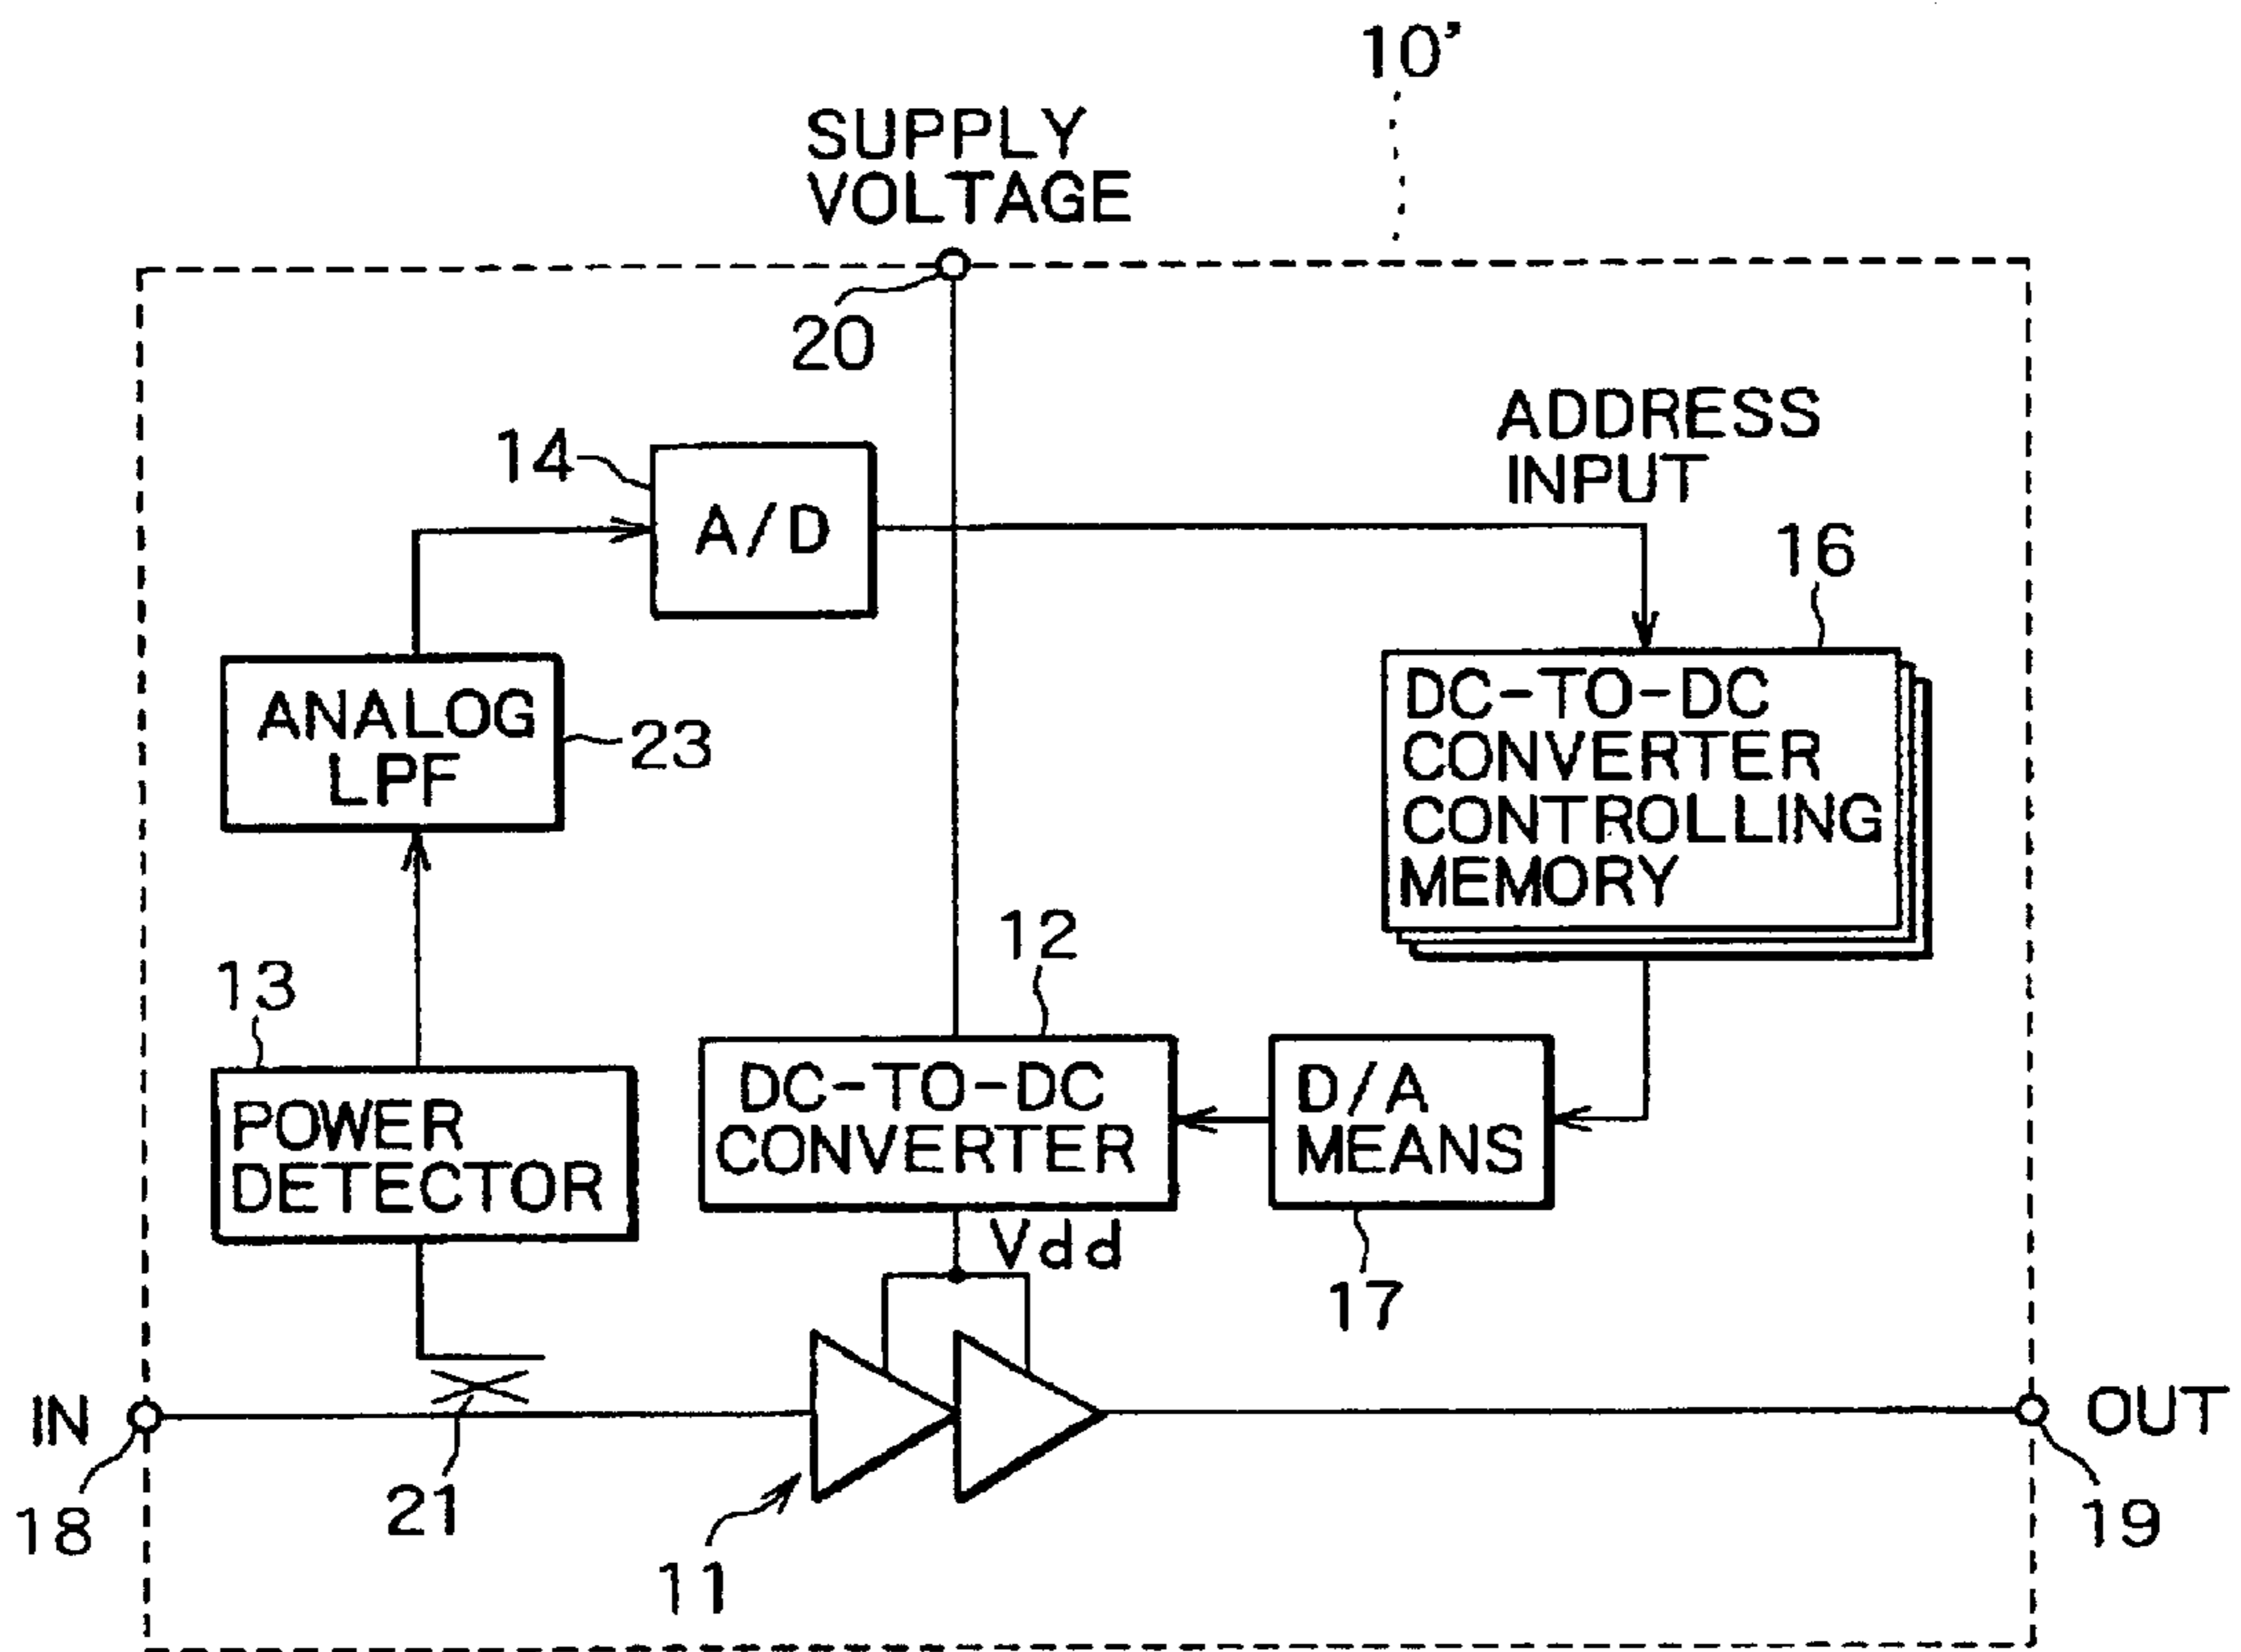 10'
SUPPLY
VOLTAGE
20
14
A/D
ADDRESS
INPUT
16
ANALOG
LPF
23
DC-TO-DC
CONVERTER
CONTROLLING
MEMORY
12
13
POWER
DETECTOR
DC-TO-DC
CONVERTER
D/A
MEANS
Vdd
17
IN
18
21
11
OUT
19